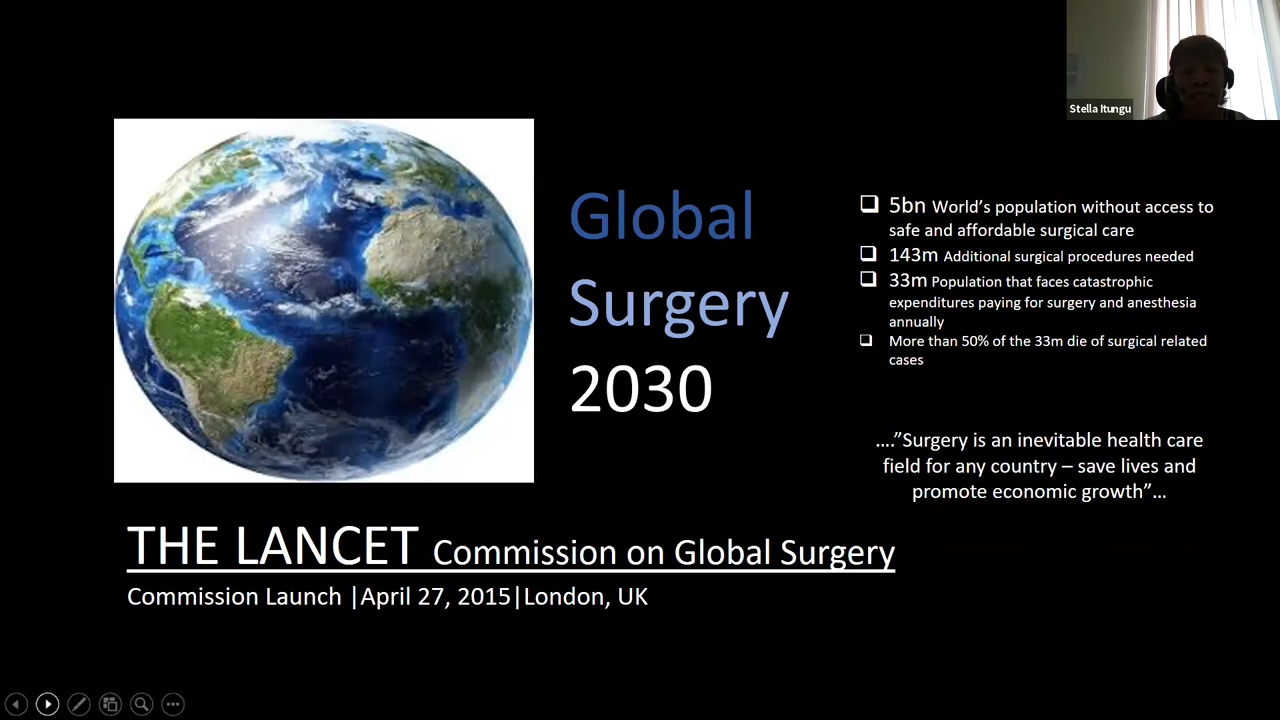 Stella Itungu
Global
Surgery
2030
5bn World’s population without access to
safe and affordable surgical care
143m Additional surgical procedures needed
33m Population that faces catastrophic
expenditures paying for surgery and anesthesia
annually
More than 50% of the 33m die of surgical related
cases
….”Surgery is an inevitable health care
field for any country – save lives and
promote economic growth”…
THE LANCET Commission on Global Surgery
Commission Launch |April 27, 2015|London, UK